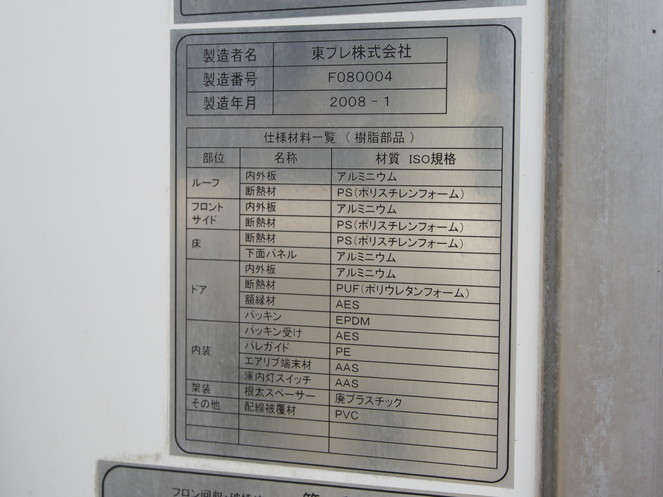 製造者名 東プレ株式会社
製造番号 F080004
製造年月 2008-1
仕様材料一覧（樹脂部品）
部位 名称 材質 ISO規格
ルーフ 内外板 アルミニウム
断熱材 PS(ポリスチレンフォーム)
フロント サイド 内外板 アルミニウム
断熱材 PS(ポリスチレンフォーム)
床 断熱材 PS(ポリスチレンフォーム)
下面パネル アルミニウム
ドア 内外板 アルミニウム
断熱材 PUF(ポリウレタンフォーム)
額縁材 AES
パッキン EPDM
内装 パッキン受け AES
バレガイド PE
エアリブ端末材 AAS
庫内灯スイッチ AAS
架装 根太スペーサー 廃プラスチック
その他 配線被覆材 PVC
フロン回収・破壊